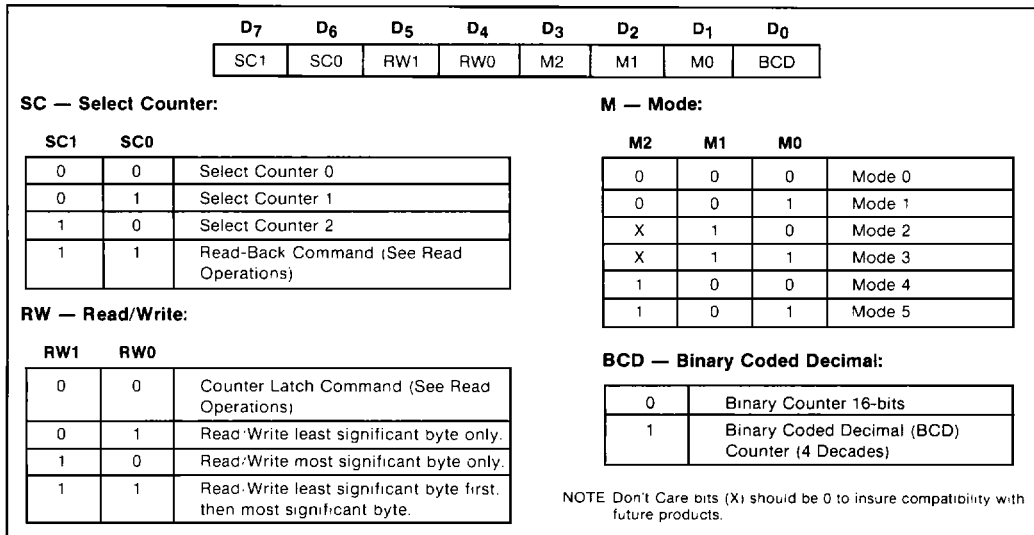 D7 D6 D5 D4 D3 D2 D1 D0
SC1 SC0 RW1 RW0 M2 M1 M0 BCD
SC — Select Counter:
SC1 SC0
0 0 Select Counter 0
0 1 Select Counter 1
1 0 Select Counter 2
1 1 Read-Back Command (See Read
Operations)
RW — Read/Write:
RW1 RW0
0 0 Counter Latch Command (See Read
Operations)
0 1 Read/Write least significant byte only.
1 0 Read/Write most significant byte only.
1 1 Read/Write least significant byte first,
then most significant byte.
M — Mode:
M2 M1 M0
0 0 0 Mode 0
0 0 1 Mode 1
X 1 0 Mode 2
X 1 1 Mode 3
1 0 0 Mode 4
1 0 1 Mode 5
BCD — Binary Coded Decimal:
0 Binary Counter 16-bits
1 Binary Coded Decimal (BCD)
Counter (4 Decades)
NOTE Don't Care bits (X) should be 0 to insure compatibility with
future products.